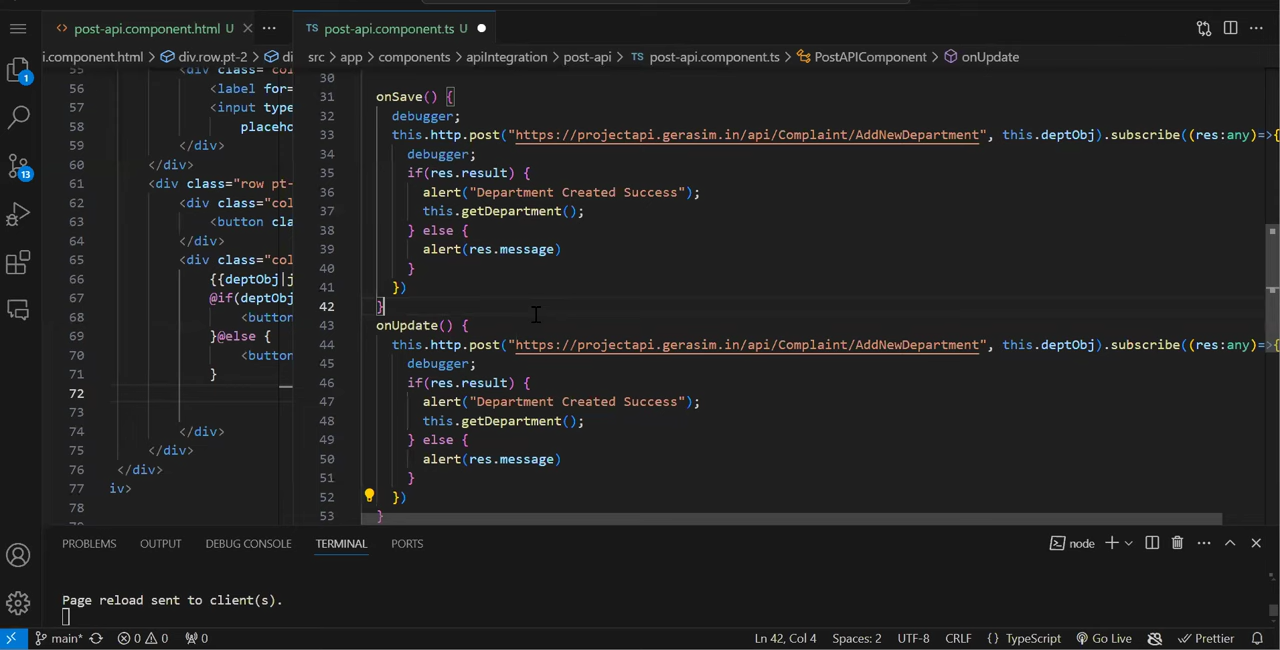 <> post-api.component.html U × ···
TS post-api.component.ts U ●
i.component.html > div.row.pt-2 > di
src > app > components > apiIntegration > post-api > TS post-api.component.ts > PostAPIComponent > onUpdate
55 <div class="col
56 <label for=
57 <input type
58 placeho
59 </div>
60 </div>
61 <div class="row pt-
62 <div class="col
63 <button cla
64 </div>
65 <div class="col
66 {{deptObj|j
67 @if(deptObj
68 <button
69 }@else {
70 <button
71 }
72
73
74 </div>
75 </div>
76 </div>
77 iv>
78
30
31 onSave() {
32 debugger;
33 this.http.post("https://projectapi.gerasim.in/api/Complaint/AddNewDepartment", this.deptObj).subscribe((res:any)=>{
34 debugger;
35 if(res.result) {
36 alert("Department Created Success");
37 this.getDepartment();
38 } else {
39 alert(res.message)
40 }
41 })
42 }
43 onUpdate() {
44 this.http.post("https://projectapi.gerasim.in/api/Complaint/AddNewDepartment", this.deptObj).subscribe((res:any)=>{
45 debugger;
46 if(res.result) {
47 alert("Department Created Success");
48 this.getDepartment();
49 } else {
50 alert(res.message)
51 }
52 })
53 }
1
13
PROBLEMS OUTPUT DEBUG CONSOLE TERMINAL PORTS node
Page reload sent to client(s).
main* 0 0 0 Ln 42, Col 4 Spaces: 2 UTF-8 CRLF {} TypeScript Go Live Prettier